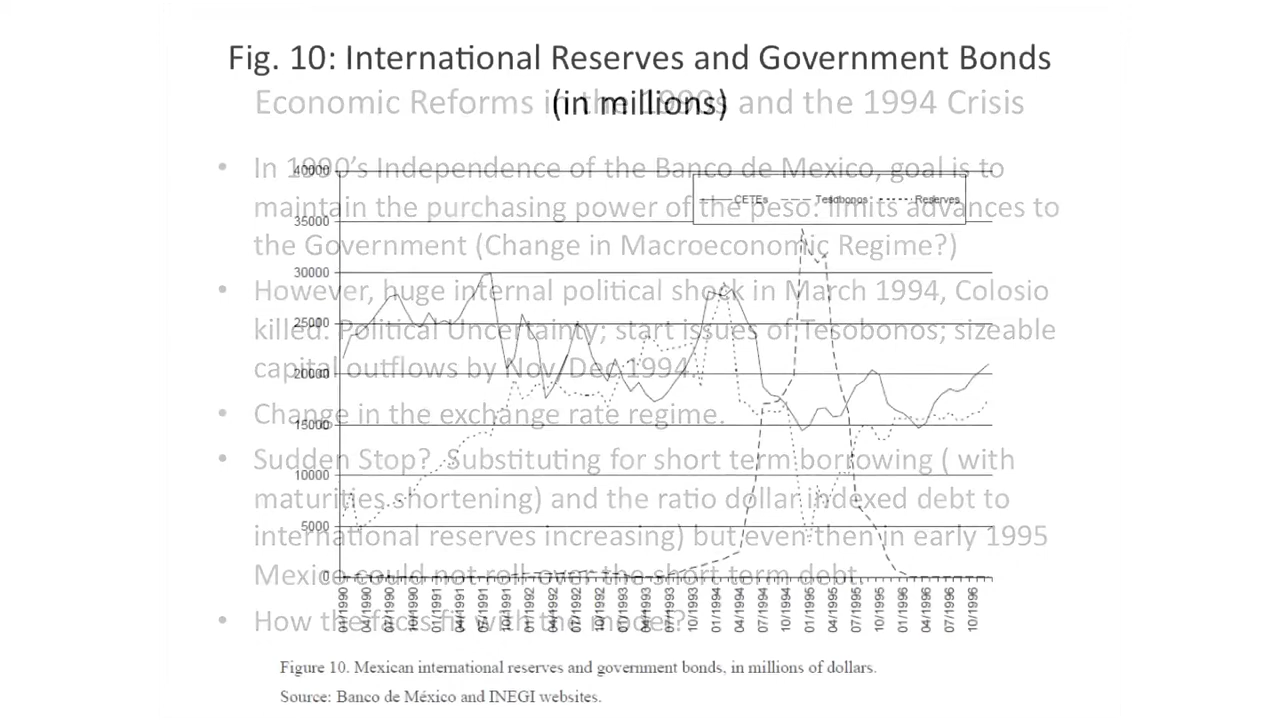 Fig. 10: International Reserves and Government Bonds
(in millions)
Economic Reforms in the 1990s and the 1994 Crisis
• In 1990's Independence of the Banco de Mexico, goal is to
maintain the purchasing power of the peso. limits advances to
the Government (Change in Macroeconomic Regime?)
• However, huge internal political shock in March 1994, Colosio
killed. Political Uncertainty; start issues of Tesobonos; sizeable
capital outflows by Nov/Dec 1994.
• Change in the exchange rate regime.
• Sudden Stop? Substituting for short term borrowing ( with
maturities shortening) and the ratio dollar indexed debt to
international reserves increasing) but even then in early 1995
Mexico could not roll over the short term debt.
• How the facts fit with the model?
CETEs Tesobonos Reserves
40000
35000
30000
25000
20000
15000
10000
5000
0
01/1990 04/1990 07/1990 10/1990 01/1991 04/1991 07/1991 10/1991 01/1992 04/1992 07/1992 10/1992 01/1993 04/1993 07/1993 10/1993 01/1994 04/1994 07/1994 10/1994 01/1995 04/1995 07/1995 10/1995 01/1996 04/1996 07/1996 10/1996
Figure 10. Mexican international reserves and government bonds, in millions of dollars.
Source: Banco de México and INEGI websites.